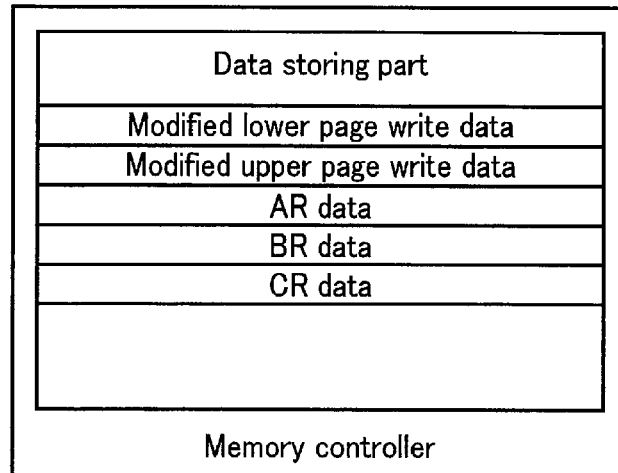 Data storing part
Modified lower page write data
Modified upper page write data
AR data
BR data
CR data
Memory controller